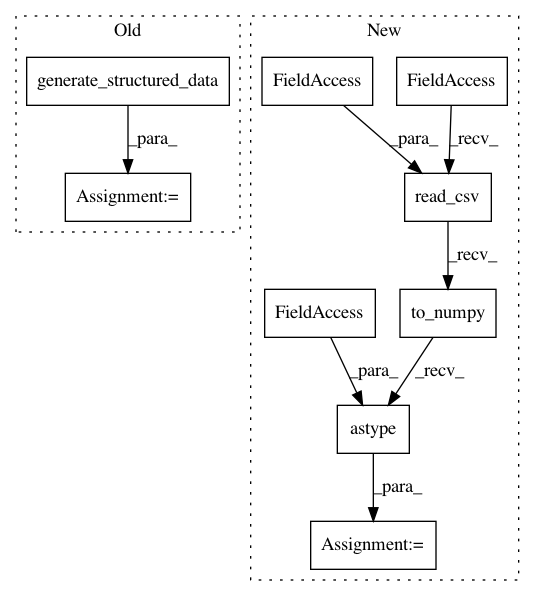 Old
generate_structured_data
_para_
Assignment:=
New
FieldAccess
FieldAccess
_para_
_recv_
read_csv
_recv_
FieldAccess
to_numpy
_para_
_recv_
astype
_para_
Assignment:=